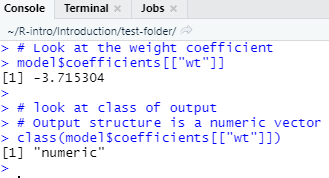 Console Terminal × Jobs ×
~/R-intro/Introduction/test-folder/
> # Look at the weight coefficient
> model$coefficients[["wt"]]
[1] -3.715304
>
> # look at class of output
> # Output structure is a numeric vector
> class(model$coefficients[["wt"]])
[1] "numeric"
>